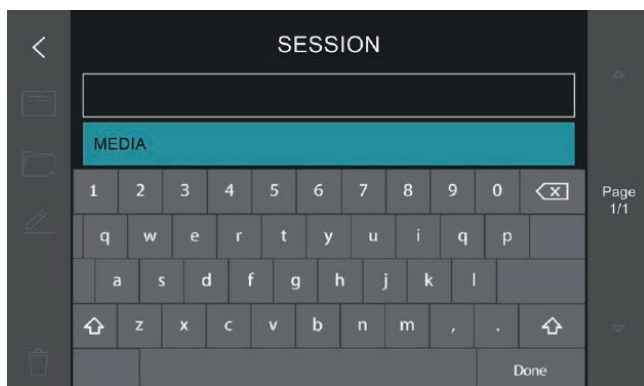 SESSION
MEDIA
1 2 3 4 5 6 7 8 9 0
Page
1/1
q w e r t y u i q p
a s d f g h j k l
z x c v b n m , .
Done